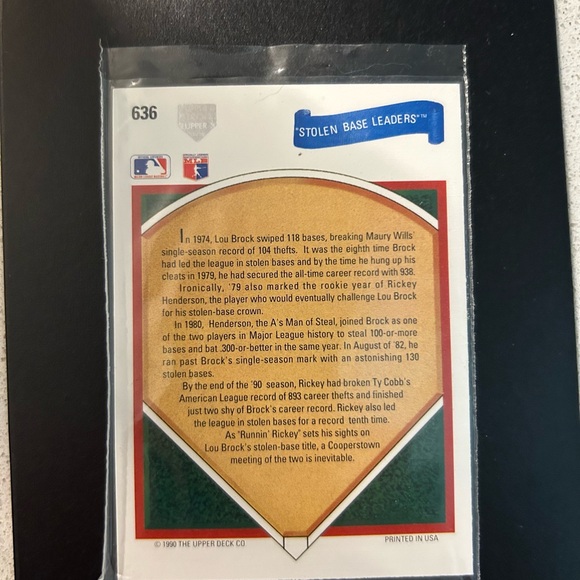 636
"STOLEN BASE LEADERS"™
In 1974, Lou Brock swiped 118 bases, breaking Maury Wills'
single-season record of 104 thefts. It was the eighth time Brock
had led the league in stolen bases and by the time he hung up his
cleats in 1979, he had secured the all-time career record with 938.
Ironically, '79 also marked the rookie year of Rickey
Henderson, the player who would eventually challenge Lou Brock
for his stolen-base crown.
In 1980, Henderson, the A's Man of Steal, joined Brock as one
of the two players in Major League history to steal 100-or-more
bases and bat .300-or-better in the same year. In August of '82, he
ran past Brock's single-season mark with an astonishing 130
stolen bases.
By the end of the '90 season, Rickey had broken Ty Cobb's
American League record of 893 career thefts and finished
just two shy of Brock's career record. Rickey also led
the league in stolen bases for a record tenth time.
As 'Runnin' Rickey' sets his sights on
Lou Brock's stolen-base title, a Cooperstown
meeting of the two is inevitable.
© 1990 THE UPPER DECK CO.
PRINTED IN USA